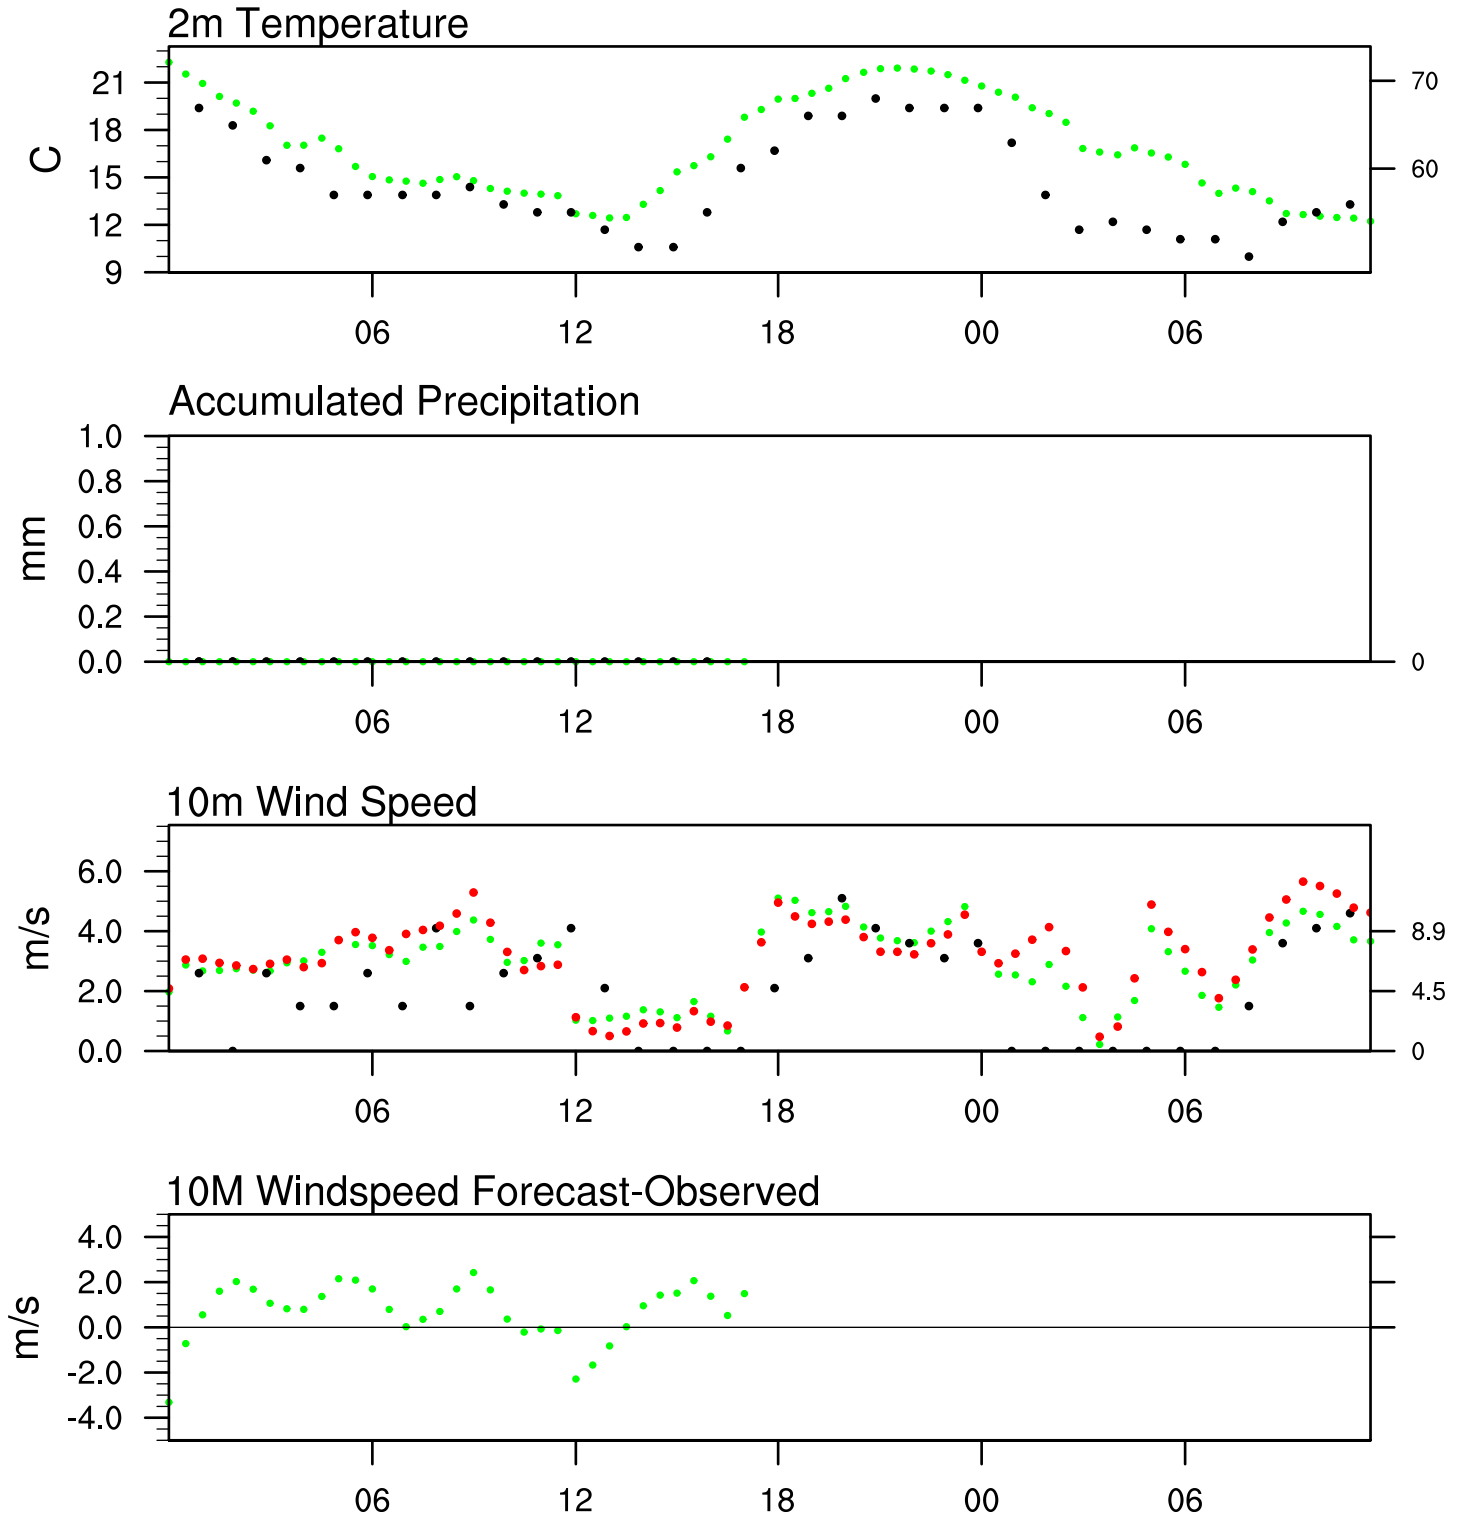 2m Temperature
21 70
18
C
15 60
12
9
06 12 18 00 06
Accumulated Precipitation
1.0
0.8
0.6
mm
0.4
0.2
0.0 0
06 12 18 00 06
10m Wind Speed
6.0
m/s
4.0 8.9
2.0 4.5
0.0 0
06 12 18 00 06
10M Windspeed Forecast-Observed
4.0
2.0
m/s
0.0
-2.0
-4.0
06 12 18 00 06